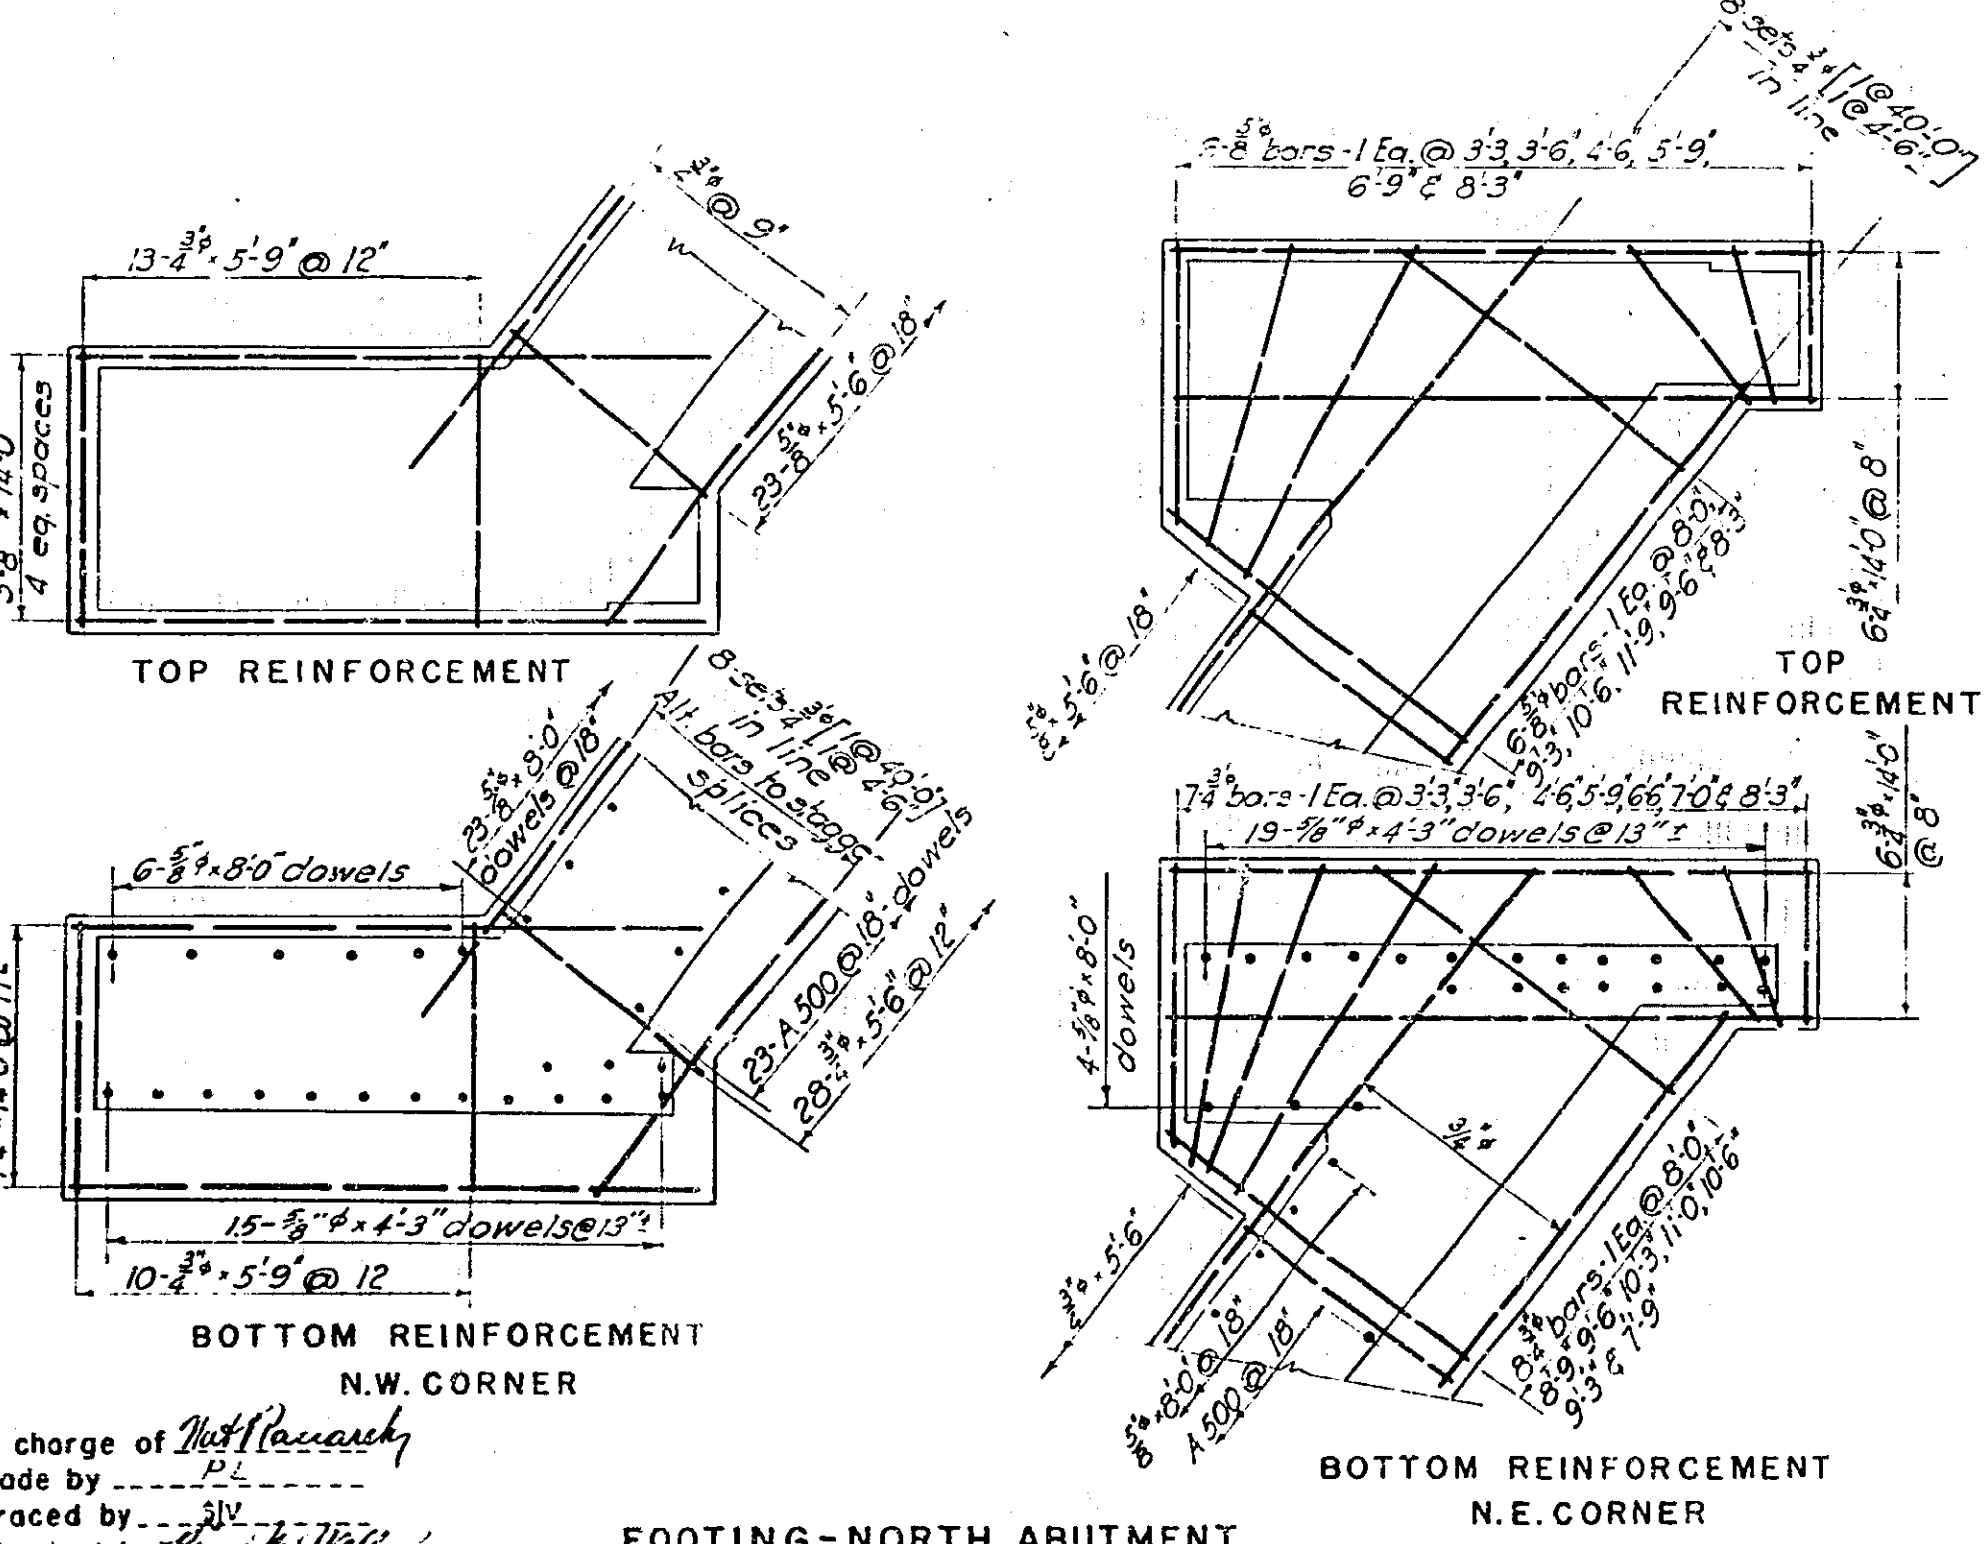 13-3/4"φ × 5'-9" @ 12"
3/4"φ @ 9"
23-5/8"φ × 5'-6" @ 18"
4 eq. spaces
TOP REINFORCEMENT
8 sets 3/4"φ [1@40'-0"] [1@4'-6"]
in line
6-5/8"φ bars-1 Ea. @ 3'-3, 3'-6", 4'-6", 5'-9",
6'-9" & 8'-3"
6-3/4"φ × 14'-0" @ 8"
5/8"φ × 5'-6" @ 18"
6-5/8"φ bars-1 Ea. @ 8'-0",
9'-3, 10'-6", 11'-9", 9'-6" & 8'-3"
TOP
REINFORCEMENT
6-5/8"φ × 8'-0" dowels
23-5/8"φ × 8'-0"
dowels @ 18"
8-sets-3/4"φ [1@40'-0"] [1@4'-6"]
in line
Alt. bars to stagger
splices
23-A 500 @ 18"-dowels
28-3/4"φ × 5'-6" @ 12"
15-5/8"φ × 4'-3" dowels @ 13"±
10-3/4"φ × 5'-9" @ 12
BOTTOM REINFORCEMENT
N.W. CORNER
7-3/4"φ bars-1 Ea. @ 3'-3, 3'-6", 4'-6, 5'-9, 6'-6, 7'-0" & 8'-3"
19-5/8"φ × 4'-3" dowels @ 13"±
6-3/4"φ × 14'-0"
@ 8"
4-5/8"φ × 8'-0"
dowels
3/4"φ
3/4"φ × 5'-6"
5/8"φ × 8'-0" @ 18"
A 500 @ 18"
8-3/4"φ bars-1 Ea @ 8'-0",
8'-9, 9'-6", 10'-3", 11'-0", 10'-6"
9'-3" & 7'-9"
BOTTOM REINFORCEMENT
N.E. CORNER
charge of
ade by PL
raced by SIV
FOOTING-NORTH ABUTMENT